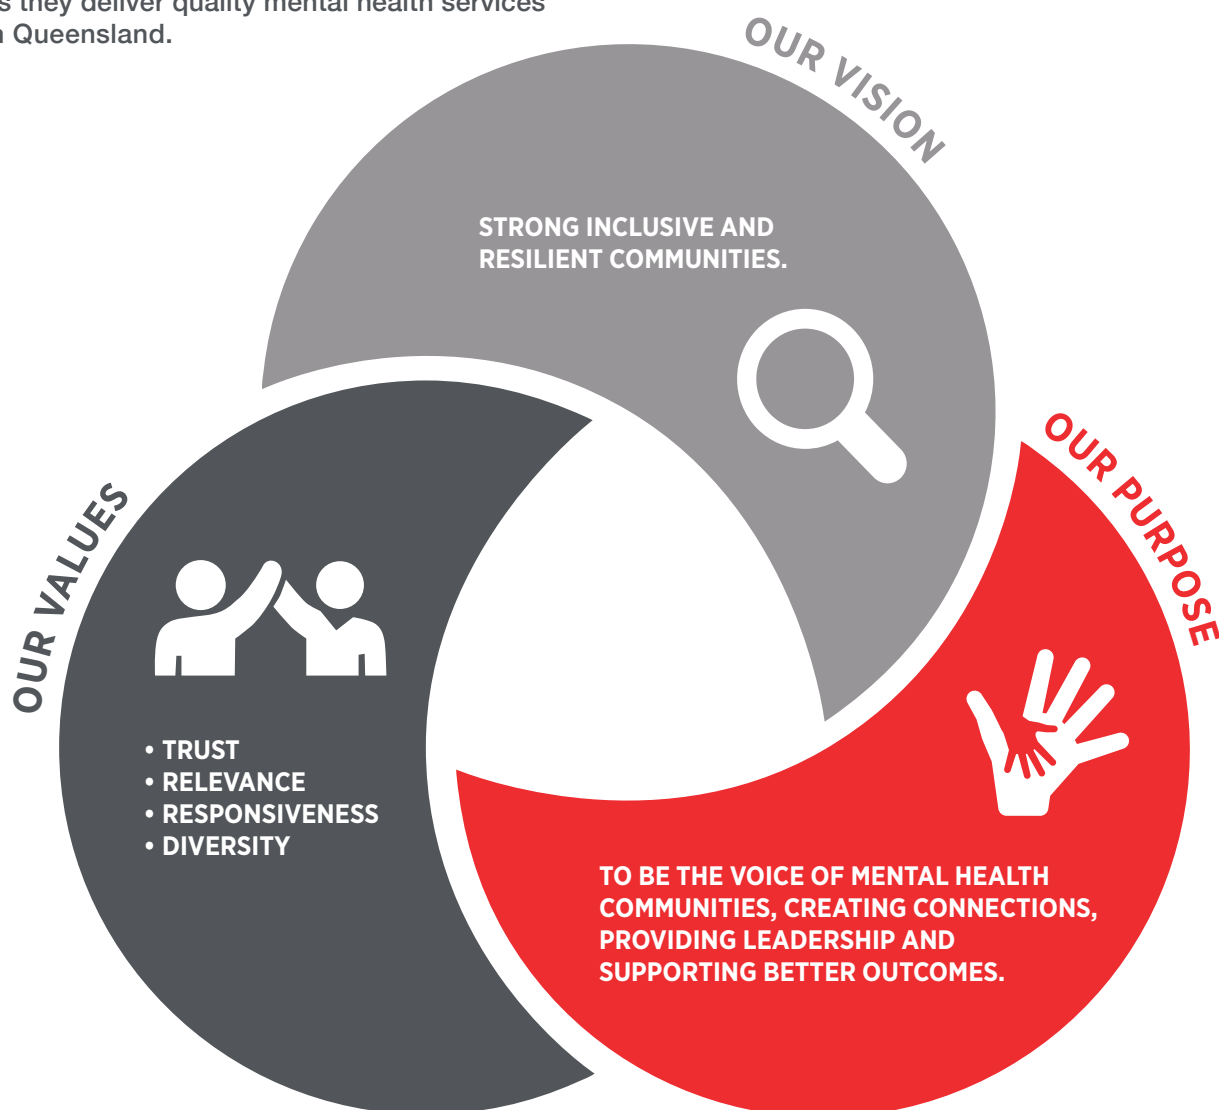 they deliver quality mental health services
Queensland.
OUR VISION
STRONG INCLUSIVE AND
RESILIENT COMMUNITIES.
OUR PURPOSE
OUR VALUES
• TRUST
• RELEVANCE
• RESPONSIVENESS
• DIVERSITY
TO BE THE VOICE OF MENTAL HEALTH
COMMUNITIES, CREATING CONNECTIONS,
PROVIDING LEADERSHIP AND
SUPPORTING BETTER OUTCOMES.